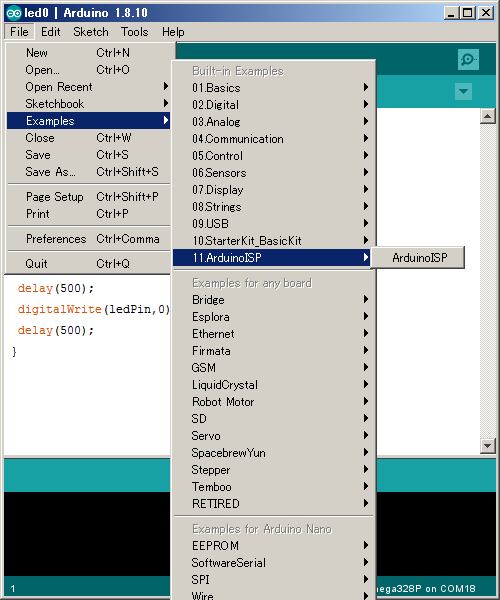 led0 | Arduino 1.8.10
File Edit Sketch Tools Help
New Ctrl+N
Open... Ctrl+O
Open Recent
Sketchbook
Examples
Close Ctrl+W
Save Ctrl+S
Save As... Ctrl+Shift+S
Page Setup Ctrl+Shift+P
Print Ctrl+P
Preferences Ctrl+Comma
Quit Ctrl+Q
Built-in Examples
01.Basics
02.Digital
03.Analog
04.Communication
05.Control
06.Sensors
07.Display
08.Strings
09.USB
10.StarterKit_BasicKit
11.ArduinoISP
ArduinoISP
Examples for any board
Bridge
Esplora
Ethernet
Firmata
GSM
LiquidCrystal
Robot Motor
SD
Servo
SpacebrewYun
Stepper
Temboo
RETIRED
Examples for Arduino Nano
EEPROM
SoftwareSerial
SPI
Wire
delay(500);
digitalWrite(ledPin,0)
delay(500);
}
1
mega328P on COM18